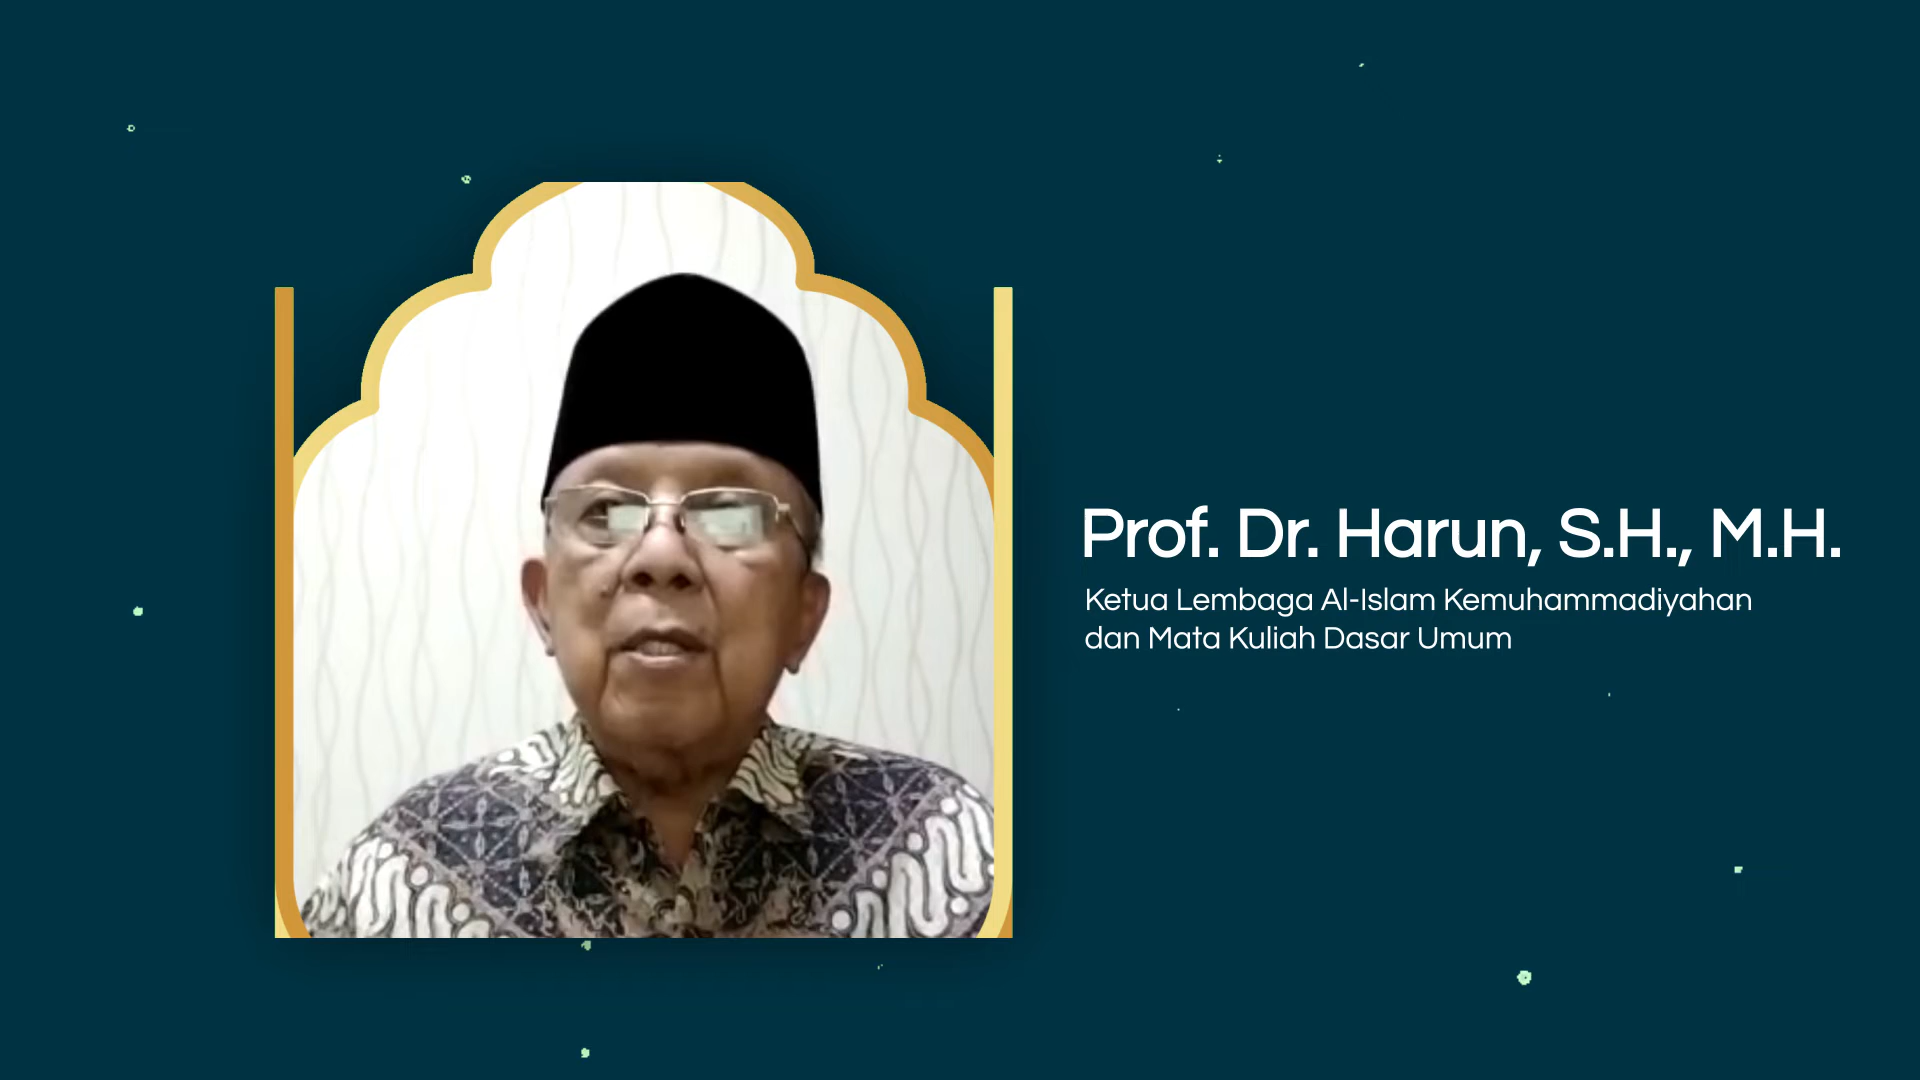 Prof. Dr. Harun, S.H., M.H.
Ketua Lembaga Al-Islam Kemuhammadiyahan
dan Mata Kuliah Dasar Umum